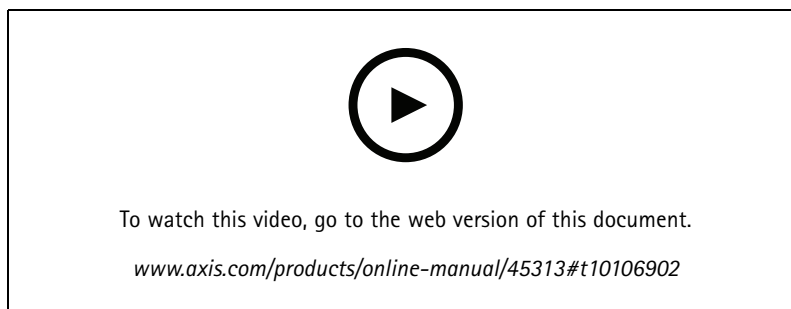 To watch this video, go to the web version of this document.
www.axis.com/products/online-manual/45313#t10106902